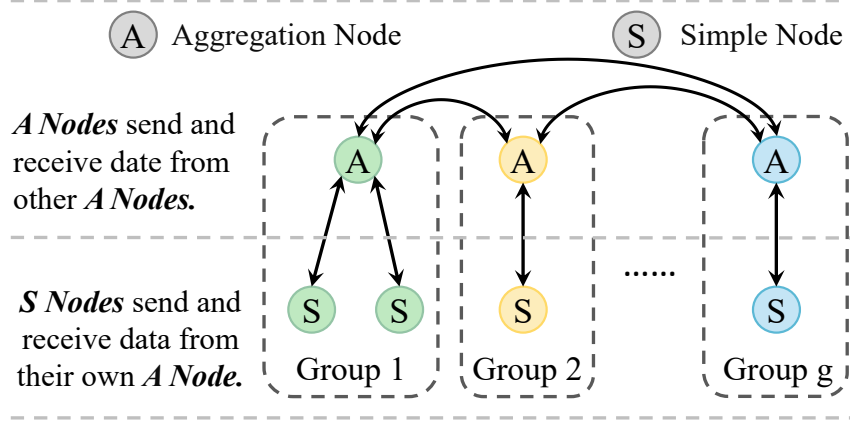 A Aggregation Node S Simple Node
A Nodes send and
receive date from
other A Nodes.
A A A
S Nodes send and
receive data from
their own A Node.
S S S ...... S
Group 1 Group 2 Group g